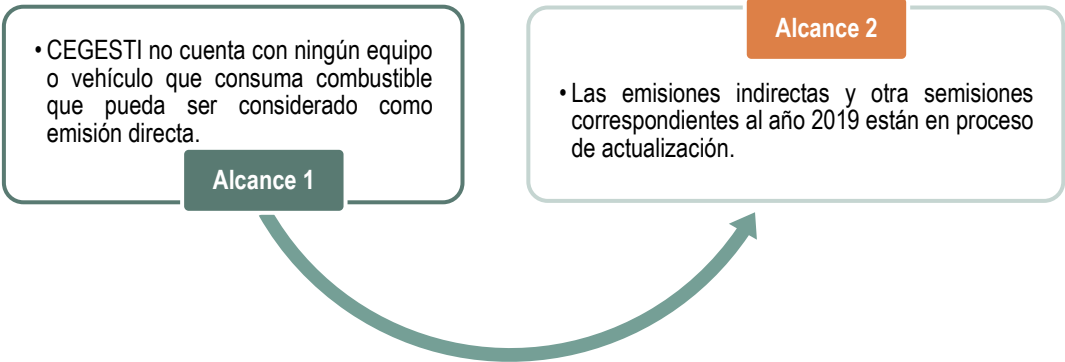 • CEGESTI no cuenta con ningún equipo
o vehículo que consuma combustible
que pueda ser considerado como
emisión directa.
Alcance 1
Alcance 2
• Las emisiones indirectas y otra semisiones
correspondientes al año 2019 están en proceso
de actualización.